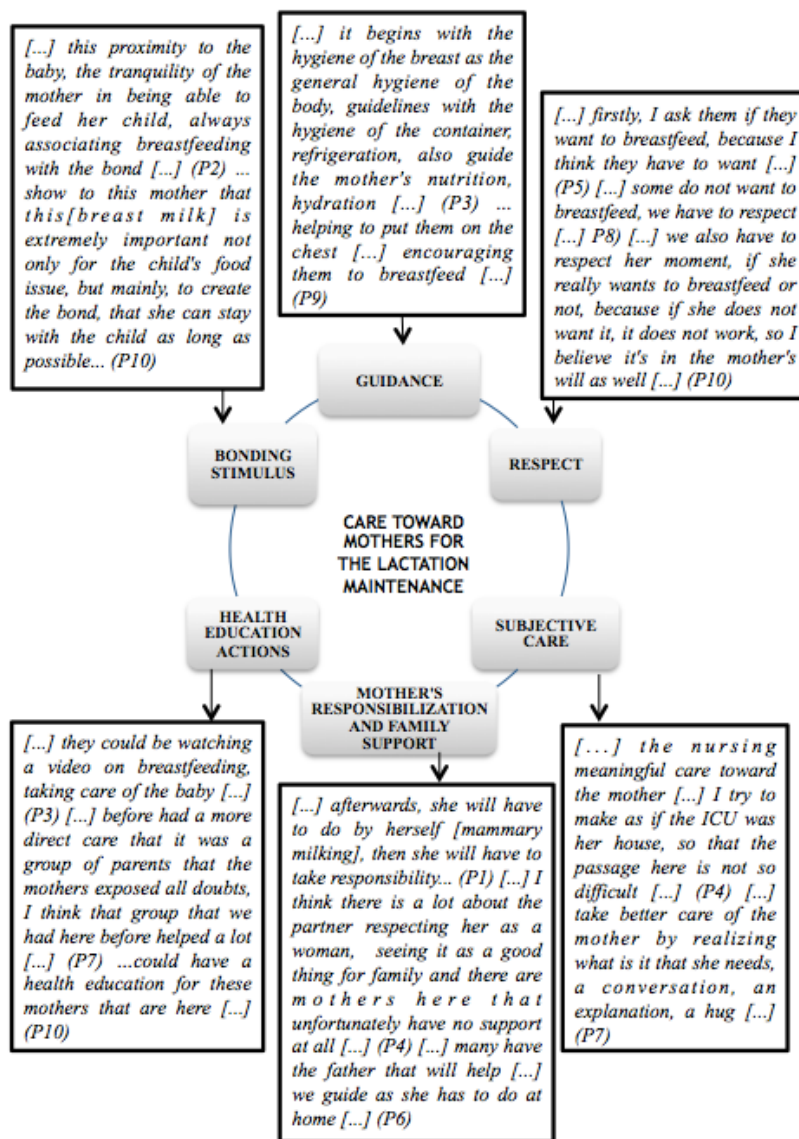 [...] this proximity to the
baby, the tranquility of the
mother in being able to
feed her child, always
associating breastfeeding
with the bond [...] (P2) ...
show to this mother that
this[breast milk] is
extremely important not
only for the child's food
issue, but mainly, to create
the bond, that she can stay
with the child as long as
possible... (P10)
[...] it begins with the
hygiene of the breast as the
general hygiene of the
body, guidelines with the
hygiene of the container,
refrigeration, also guide
the mother's nutrition,
hydration [...] (P3) ...
helping to put them on the
chest [...] encouraging
them to breastfeed [...]
(P9)
[...] firstly, I ask them if they
want to breastfeed, because I
think they have to want [...]
(P5) [...] some do not want to
breastfeed, we have to respect
[...] P8) [...] we also have to
respect her moment, if she
really wants to breastfeed or
not, because if she does not
want it, it does not work, so I
believe it's in the mother's
will as well [...] (P10)
GUIDANCE
BONDING
STIMULUS
RESPECT
CARE TOWARD
MOTHERS FOR
THE LACTATION
MAINTENANCE
HEALTH
EDUCATION
ACTIONS
SUBJECTIVE
CARE
MOTHER'S
RESPONSIBILIZATION
AND FAMILY
SUPPORT
[...] they could be watching
a video on breastfeeding,
taking care of the baby [...]
(P3) [...] before had a more
direct care that it was a
group of parents that the
mothers exposed all doubts,
I think that group that we
had here before helped a lot
[...] (P7) ...could have a
health education for these
mothers that are here [...]
(P10)
[...] afterwards, she will have
to do by herself [mammary
milking], then she will have to
take responsibility... (P1) [...] I
think there is a lot about the
partner respecting her as a
woman, seeing it as a good
thing for family and there are
mothers here that
unfortunately have no support
at all [...] (P4) [...] many have
the father that will help [...]
we guide as she has to do at
home [...] (P6)
[...] the nursing
meaningful care toward
the mother [...] I try to
make as if the ICU was
her house, so that the
passage here is not so
difficult [...] (P4) [...]
take better care of the
mother by realizing
what is it that she needs,
a conversation, an
explanation, a hug [...]
(P7)